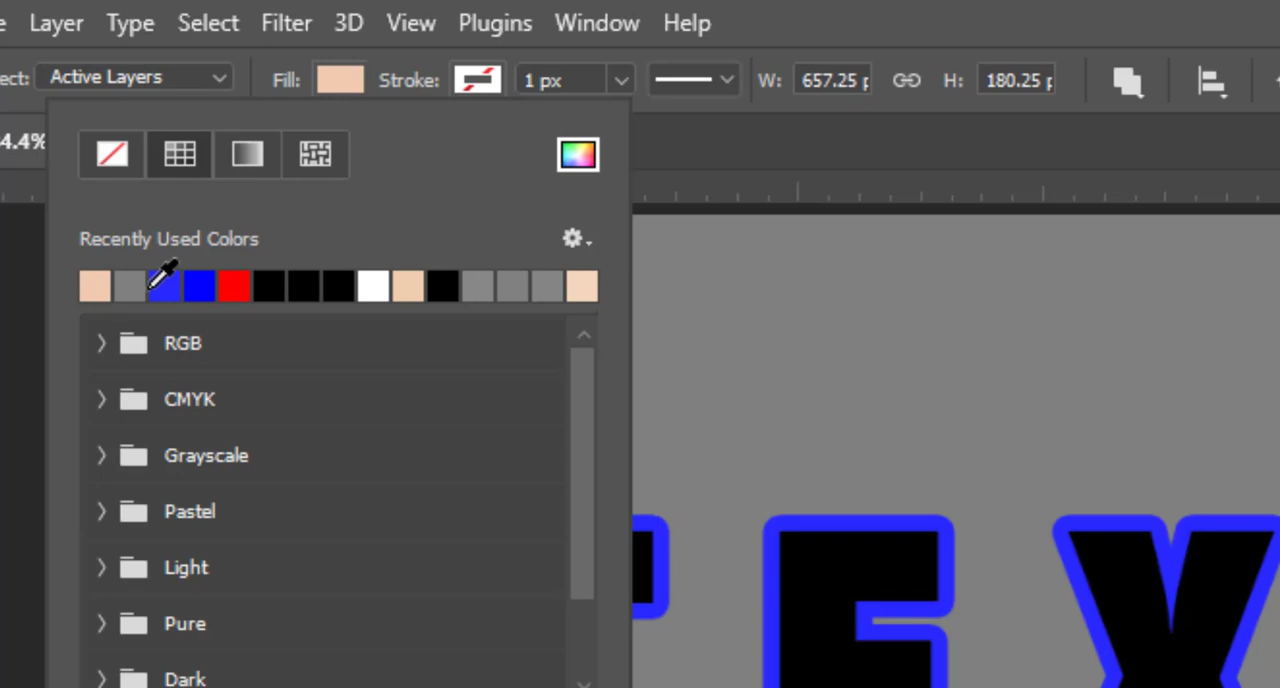 Layer Type Select Filter 3D View Plugins Window Help
Active Layers Fill: Stroke: 1 px W: 657.25 H: 180.25
4.4%
Recently Used Colors
RGB
CMYK
Grayscale
Pastel
Light
Pure
Dark
E X